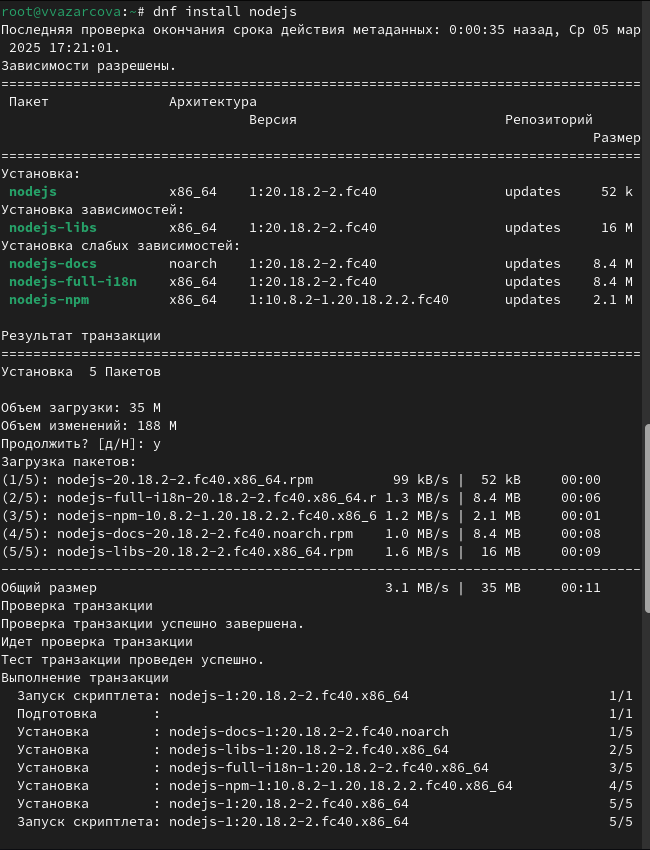 root@vvazarcova:~# dnf install nodejs
Последняя проверка окончания срока действия метаданных: 0:00:35 назад, Ср 05 мар
 2025 17:21:01.
Зависимости разрешены.
================================================================================
 Пакет               Архитектура
                               Версия                          Репозиторий
                                                                          Размер
================================================================================
Установка:
 nodejs              x86_64    1:20.18.2-2.fc40                updates     52 k
Установка зависимостей:
 nodejs-libs         x86_64    1:20.18.2-2.fc40                updates     16 M
Установка слабых зависимостей:
 nodejs-docs         noarch    1:20.18.2-2.fc40                updates    8.4 M
 nodejs-full-i18n    x86_64    1:20.18.2-2.fc40                updates    8.4 M
 nodejs-npm          x86_64    1:10.8.2-1.20.18.2.2.fc40       updates    2.1 M

Результат транзакции
================================================================================
Установка  5 Пакетов

Объем загрузки: 35 M
Объем изменений: 188 M
Продолжить? [д/Н]: y
Загрузка пакетов:
(1/5): nodejs-20.18.2-2.fc40.x86_64.rpm          99 kB/s |  52 kB     00:00
(2/5): nodejs-full-i18n-20.18.2-2.fc40.x86_64.r 1.3 MB/s | 8.4 MB     00:06
(3/5): nodejs-npm-10.8.2-1.20.18.2.2.fc40.x86_6 1.2 MB/s | 2.1 MB     00:01
(4/5): nodejs-docs-20.18.2-2.fc40.noarch.rpm    1.0 MB/s | 8.4 MB     00:08
(5/5): nodejs-libs-20.18.2-2.fc40.x86_64.rpm    1.6 MB/s |  16 MB     00:09
--------------------------------------------------------------------------------
Общий размер                                    3.1 MB/s |  35 MB     00:11
Проверка транзакции
Проверка транзакции успешно завершена.
Идет проверка транзакции
Тест транзакции проведен успешно.
Выполнение транзакции
  Запуск скриптлета: nodejs-1:20.18.2-2.fc40.x86_64                         1/1
  Подготовка       :                                                        1/1
  Установка        : nodejs-docs-1:20.18.2-2.fc40.noarch                    1/5
  Установка        : nodejs-libs-1:20.18.2-2.fc40.x86_64                    2/5
  Установка        : nodejs-full-i18n-1:20.18.2-2.fc40.x86_64               3/5
  Установка        : nodejs-npm-1:10.8.2-1.20.18.2.2.fc40.x86_64            4/5
  Установка        : nodejs-1:20.18.2-2.fc40.x86_64                         5/5
  Запуск скриптлета: nodejs-1:20.18.2-2.fc40.x86_64                         5/5